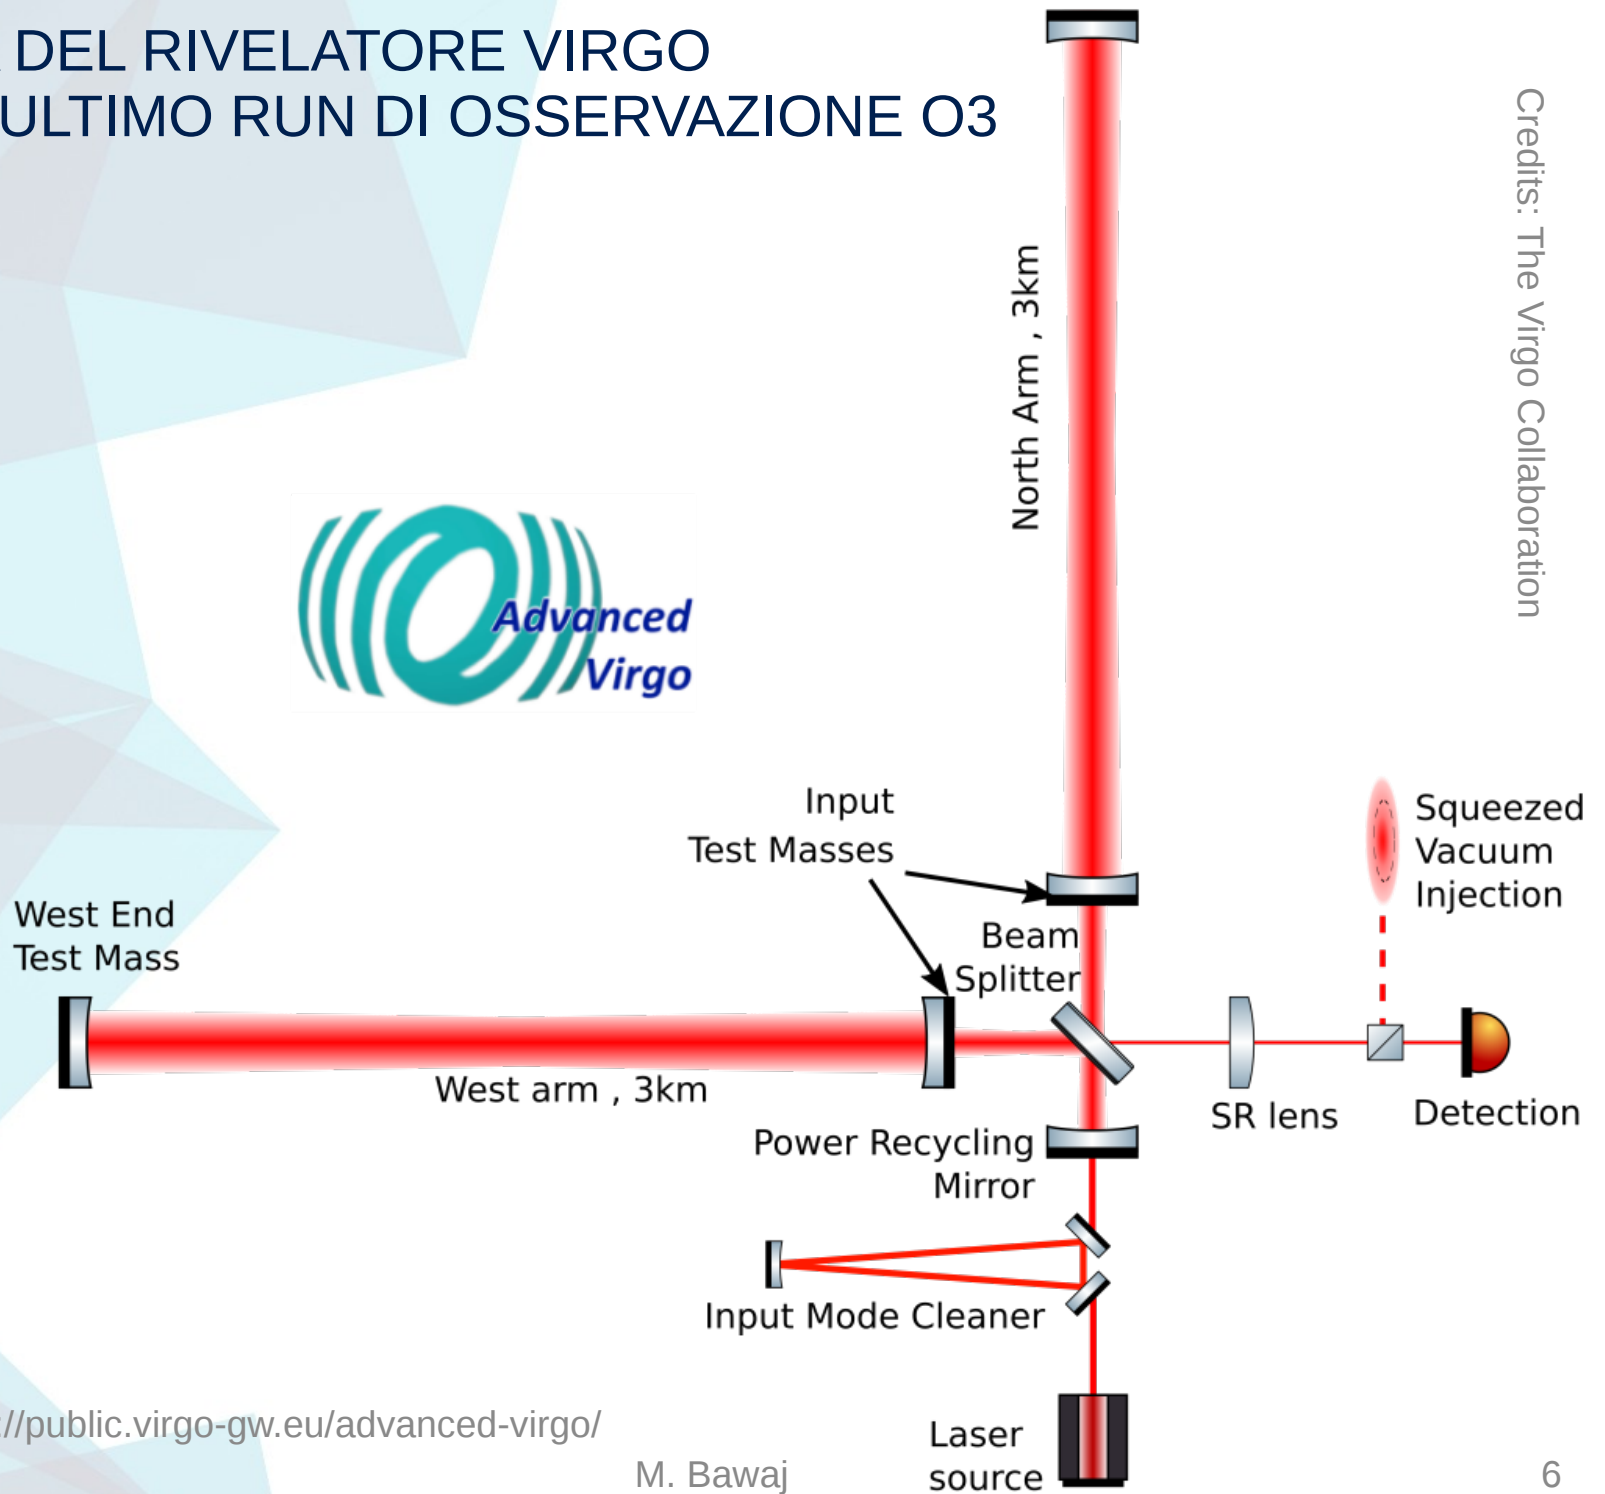 DEL RIVELATORE VIRGO
ULTIMO RUN DI OSSERVAZIONE O3
Credits: The Virgo Collaboration
North Arm , 3km
Advanced
Virgo
Input
Test Masses
Squeezed
Vacuum
Injection
West End
Test Mass
Beam
Splitter
West arm , 3km
SR lens
Detection
Power Recycling
Mirror
Input Mode Cleaner
://public.virgo-gw.eu/advanced-virgo/
Laser
source
M. Bawaj
6